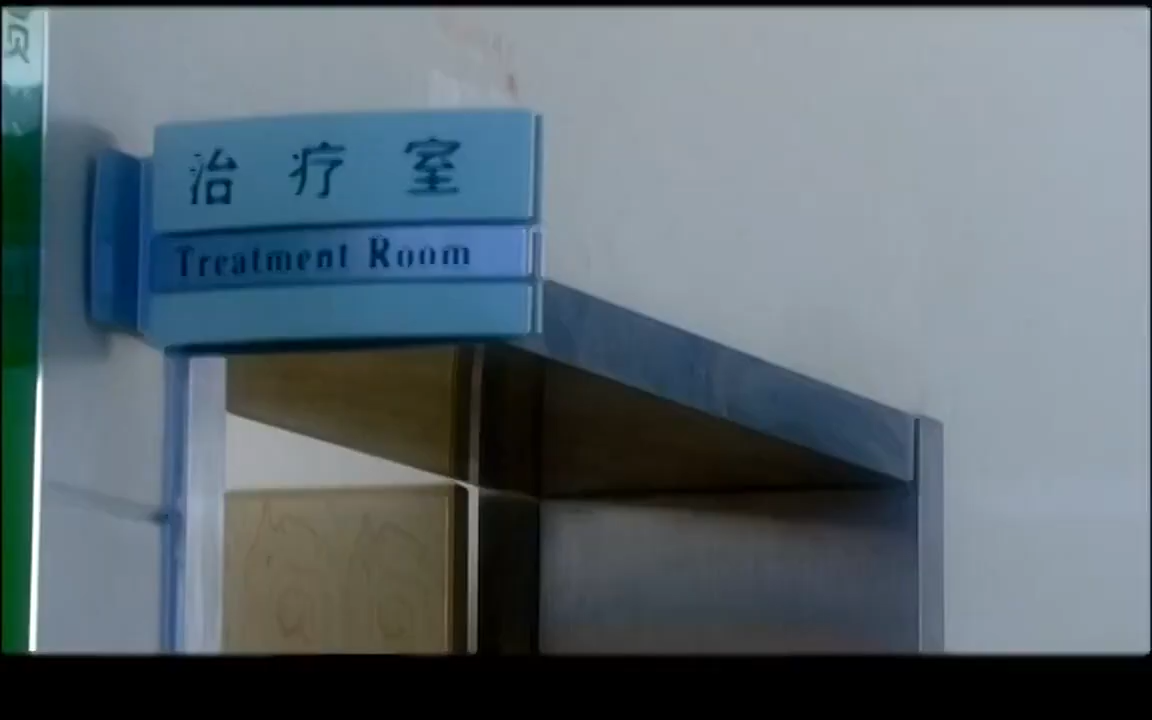 治疗室
Treatment Room